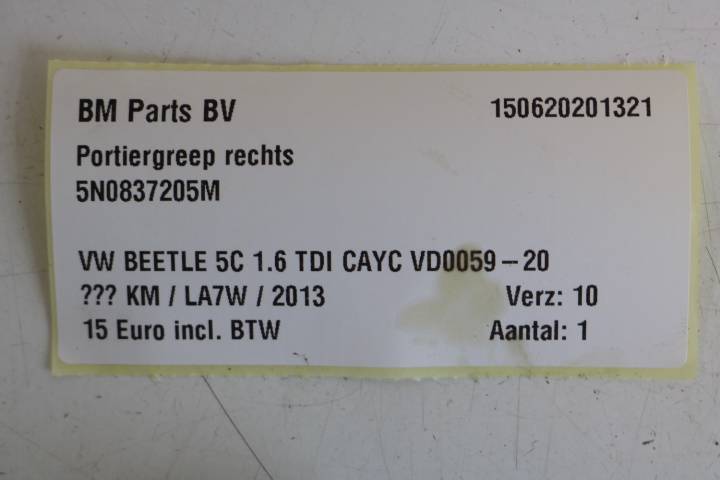 BM Parts BV 150620201321
Portiergreep rechts
5N0837205M
VW BEETLE 5C 1.6 TDI CAYC VD0059-20
??? KM / LA7W / 2013 Verz: 10
15 Euro incl. BTW Aantal: 1